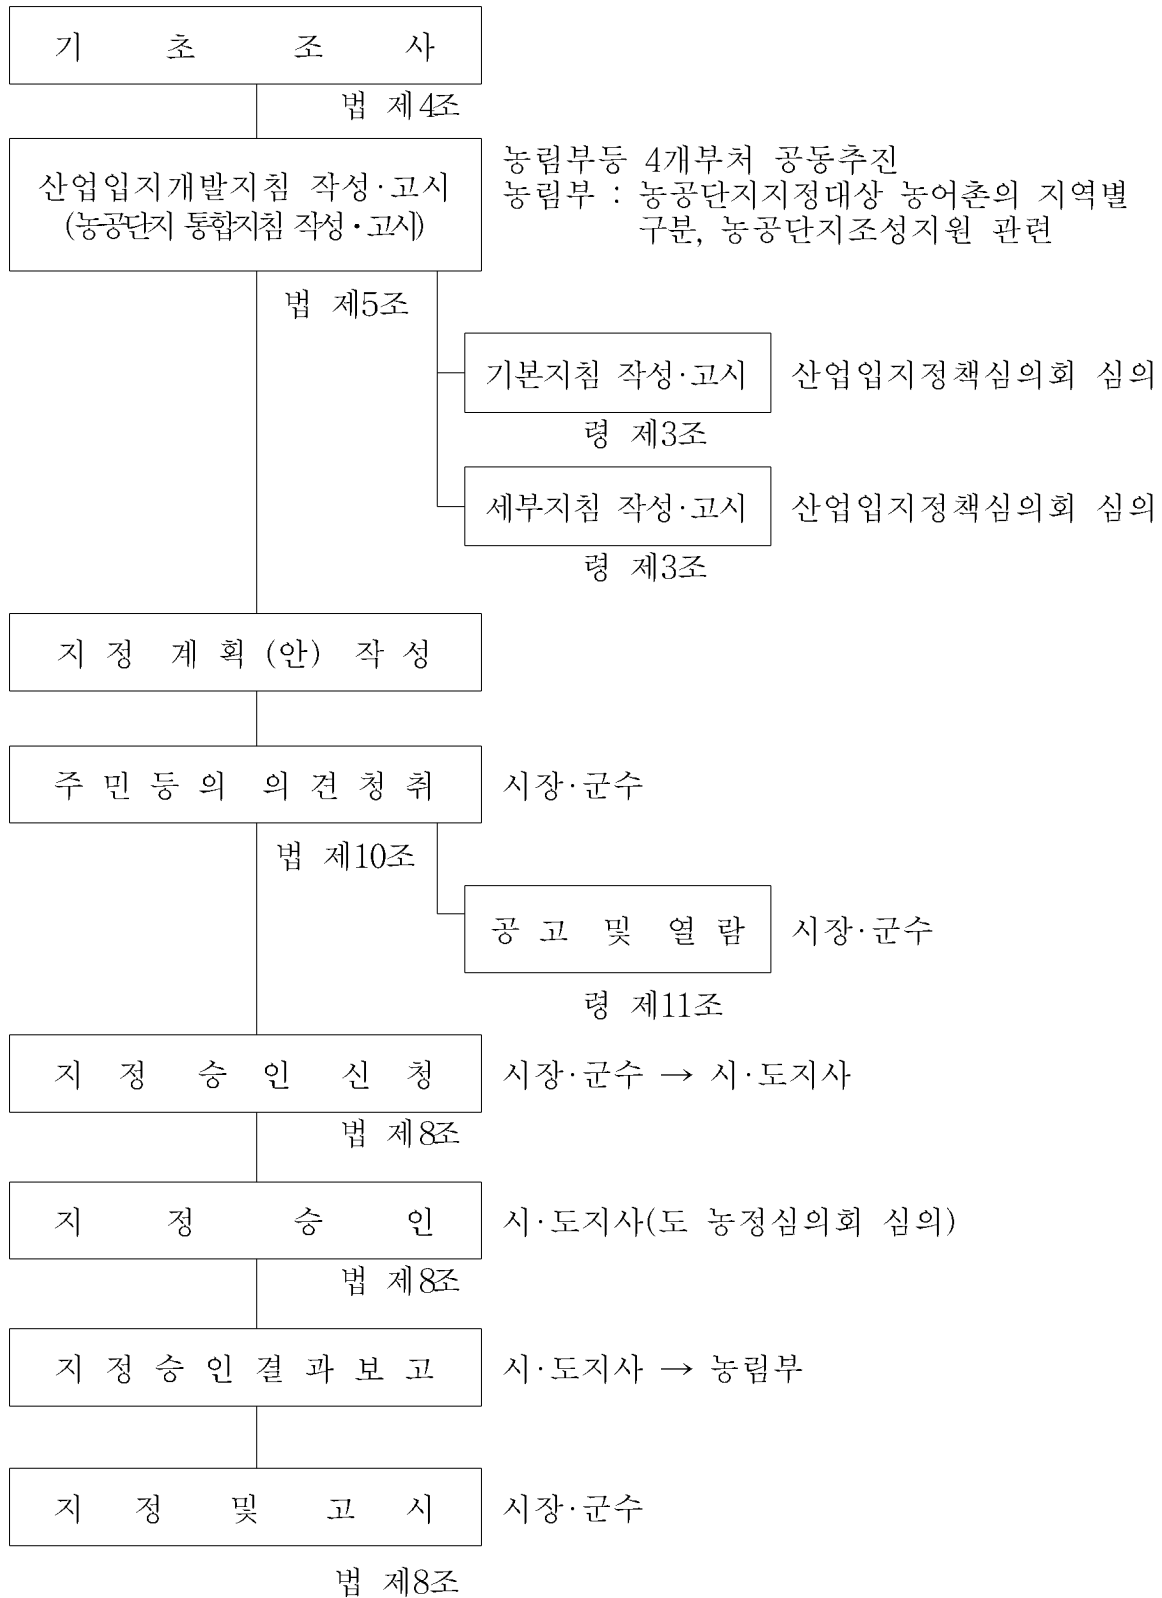 기 초 조 사
법 제4조
산업입지개발지침 작성·고시
(농공단지 통합지침 작성·고시)
농림부등 4개부처 공동추진
농림부 : 농공단지지정대상 농어촌의 지역별
구분, 농공단지조성지원 관련
법 제5조
기본지침 작성·고시 산업입지정책심의회 심의
령 제3조
세부지침 작성·고시 산업입지정책심의회 심의
령 제3조
지 정 계 획 (안) 작 성
주 민 등 의 의 견 청 취 시장·군수
법 제10조
공 고 및 열 람 시장·군수
령 제11조
지 정 승 인 신 청 시장·군수 → 시·도지사
법 제8조
지 정 승 인 시·도지사(도 농정심의회 심의)
법 제8조
지 정 승 인 결 과 보 고 시·도지사 → 농림부
지 정 및 고 시 시장·군수
법 제8조